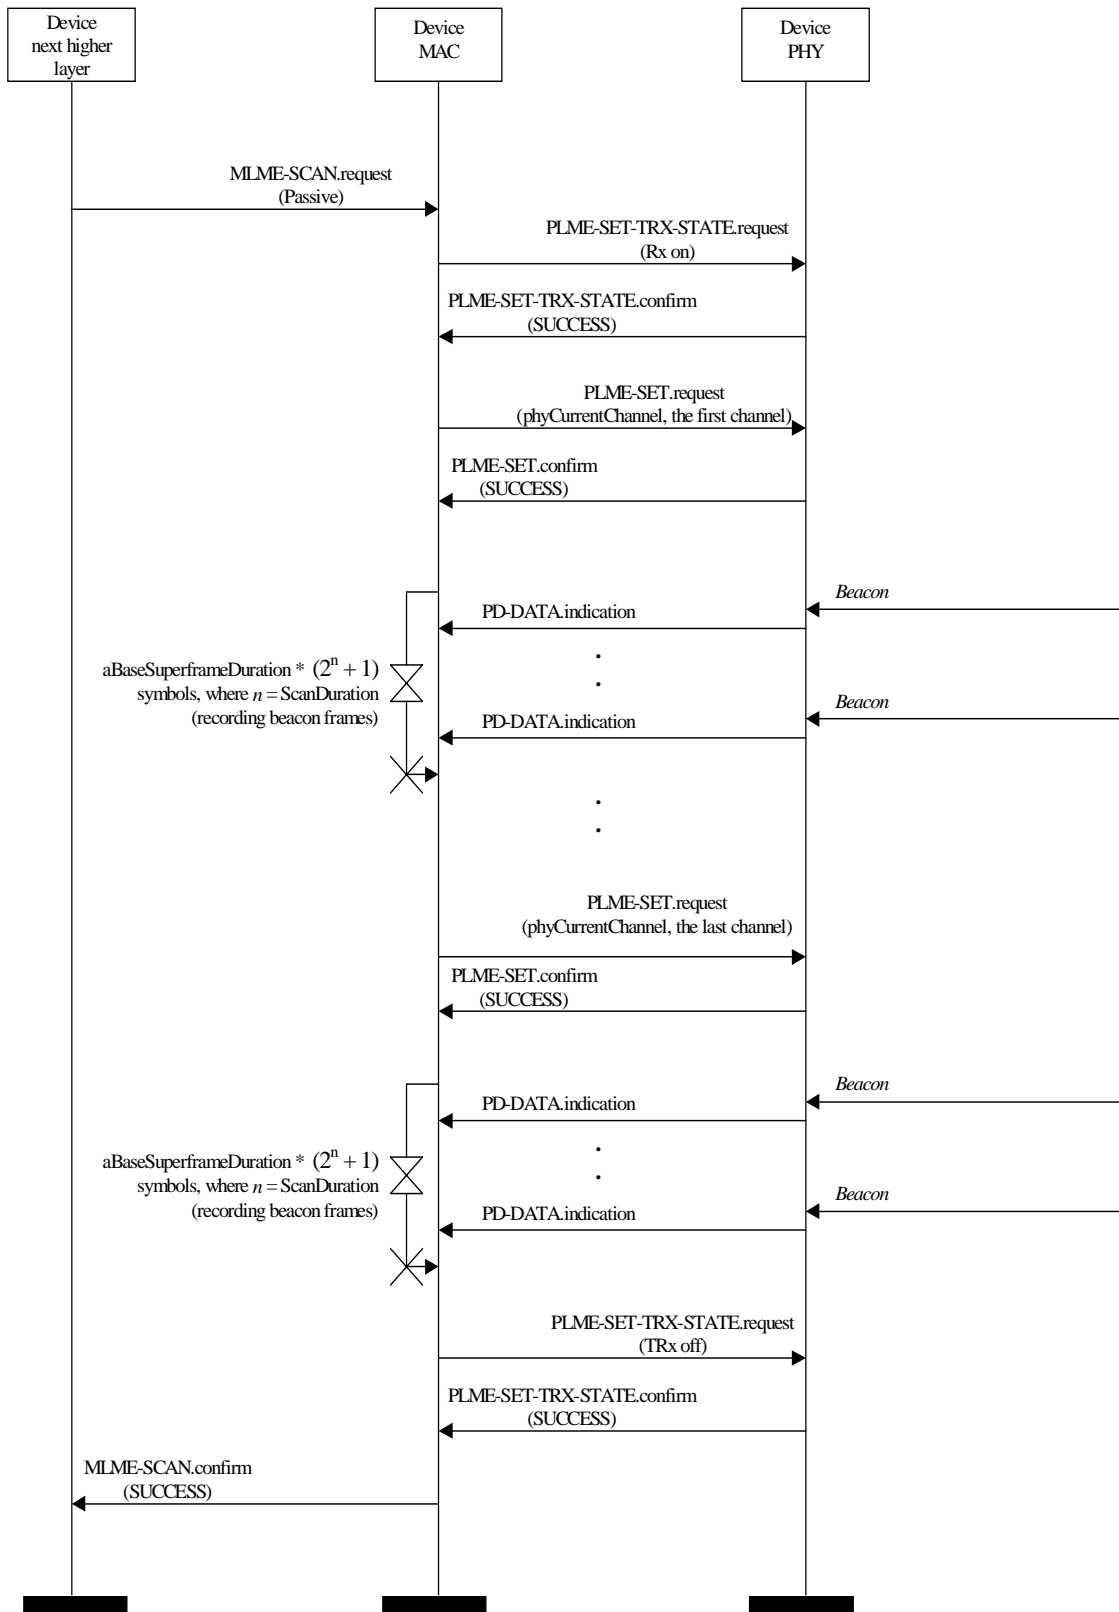 Device
next higher
layer
Device
MAC
Device
PHY
MLME-SCAN.request
(Passive)
PLME-SET-TRX-STATE.request
(Rx on)
PLME-SET-TRX-STATE.confirm
(SUCCESS)
PLME-SET.request
(phyCurrentChannel, the first channel)
PLME-SET.confirm
(SUCCESS)
Beacon
PD-DATA.indication
aBaseSuperframeDuration * (2ⁿ + 1)
symbols, where n = ScanDuration
(recording beacon frames)
Beacon
PD-DATA.indication
PLME-SET.request
(phyCurrentChannel, the last channel)
PLME-SET.confirm
(SUCCESS)
Beacon
PD-DATA.indication
aBaseSuperframeDuration * (2ⁿ + 1)
symbols, where n = ScanDuration
(recording beacon frames)
Beacon
PD-DATA.indication
PLME-SET-TRX-STATE.request
(TRx off)
PLME-SET-TRX-STATE.confirm
(SUCCESS)
MLME-SCAN.confirm
(SUCCESS)